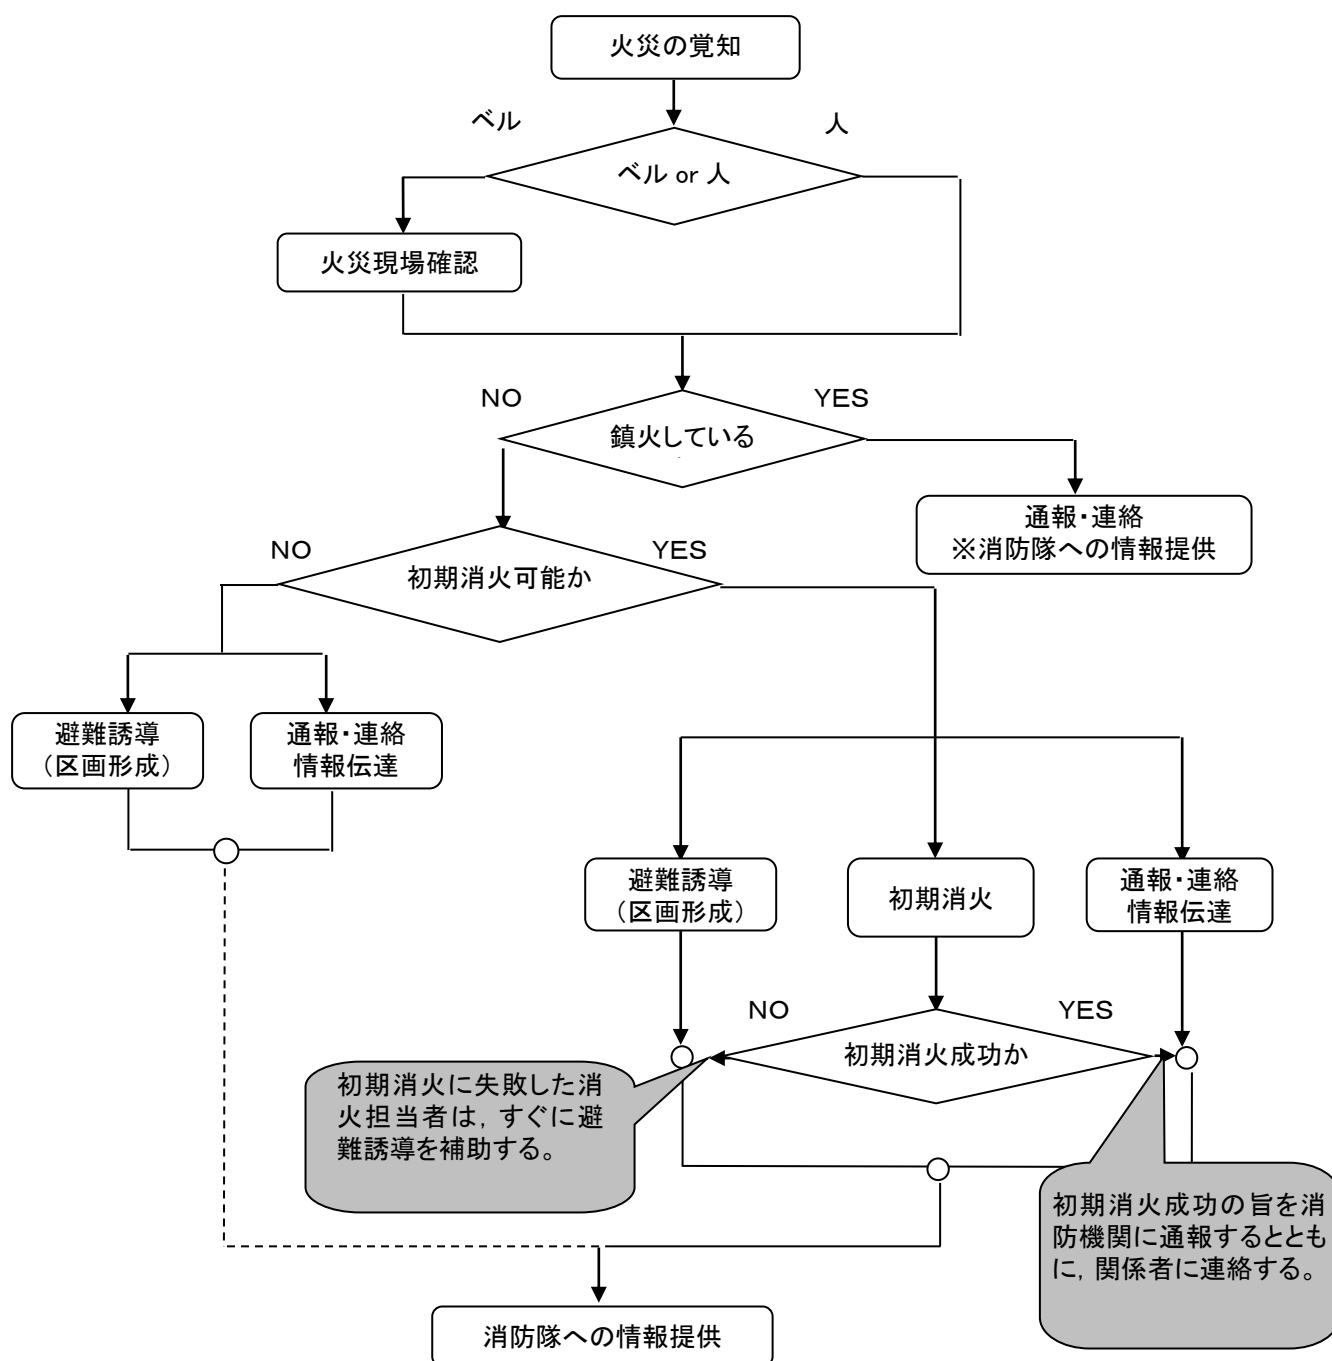 火災の覚知
ベル
人
ベル or 人
火災現場確認
NO
YES
鎮火している
通報・連絡
※消防隊への情報提供
NO
YES
初期消火可能か
避難誘導
（区画形成）
通報・連絡
情報伝達
避難誘導
（区画形成）
初期消火
通報・連絡
情報伝達
NO
YES
初期消火成功か
初期消火に失敗した消
火担当者は，すぐに避
難誘導を補助する。
初期消火成功の旨を消
防機関に通報するととも
に，関係者に連絡する。
消防隊への情報提供